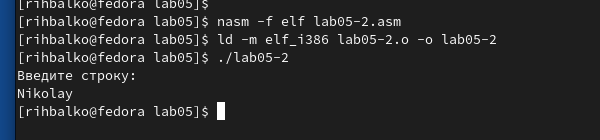 [rihbalko@fedora lab05]$
[rihbalko@fedora lab05]$ nasm -f elf lab05-2.asm
[rihbalko@fedora lab05]$ ld -m elf_i386 lab05-2.o -o lab05-2
[rihbalko@fedora lab05]$ ./lab05-2
Введите строку:
Nikolay
[rihbalko@fedora lab05]$